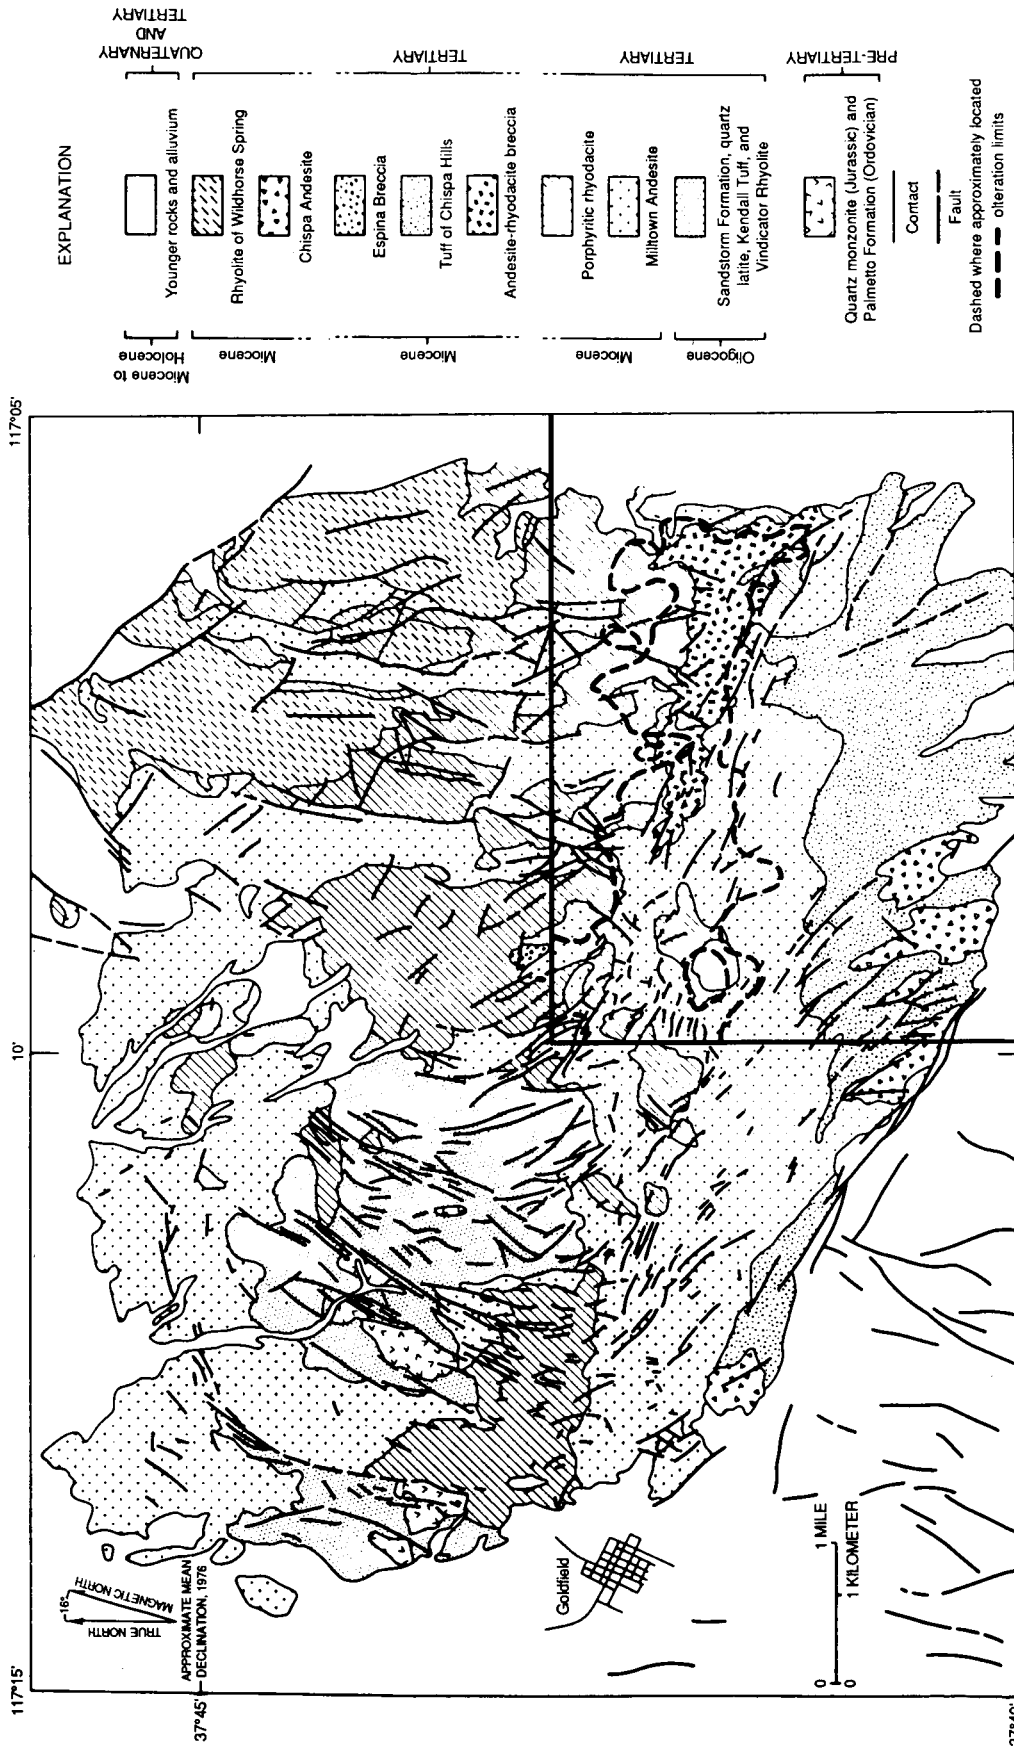 EXPLANATION
Younger rocks and alluvium
Rhyolite of Wildhorse Spring
Chispa Andesite
Espina Breccia
Tuff of Chispa Hills
Andesite-rhyodacite breccia
Porphyritic rhyodacite
Milltown Andesite
Sandstorm Formation, quartz
latite, Kendall Tuff, and
Vindicator Rhyolite
Quartz monzonite (Jurassic) and
Palmetto Formation (Ordovician)
Contact
Fault
Dashed where approximately located
alteration limits
Miocene to
Holocene
Miocene
Miocene
Miocene
Oligocene
QUATERNARY
AND
TERTIARY
TERTIARY
TERTIARY
PRE-TERTIARY
117°15'
10'
117°05'
37°45'
37°40'
TRUE NORTH
MAGNETIC NORTH
16°
APPROXIMATE MEAN
DECLINATION, 1976
Goldfield
0 1 MILE
0 1 KILOMETER